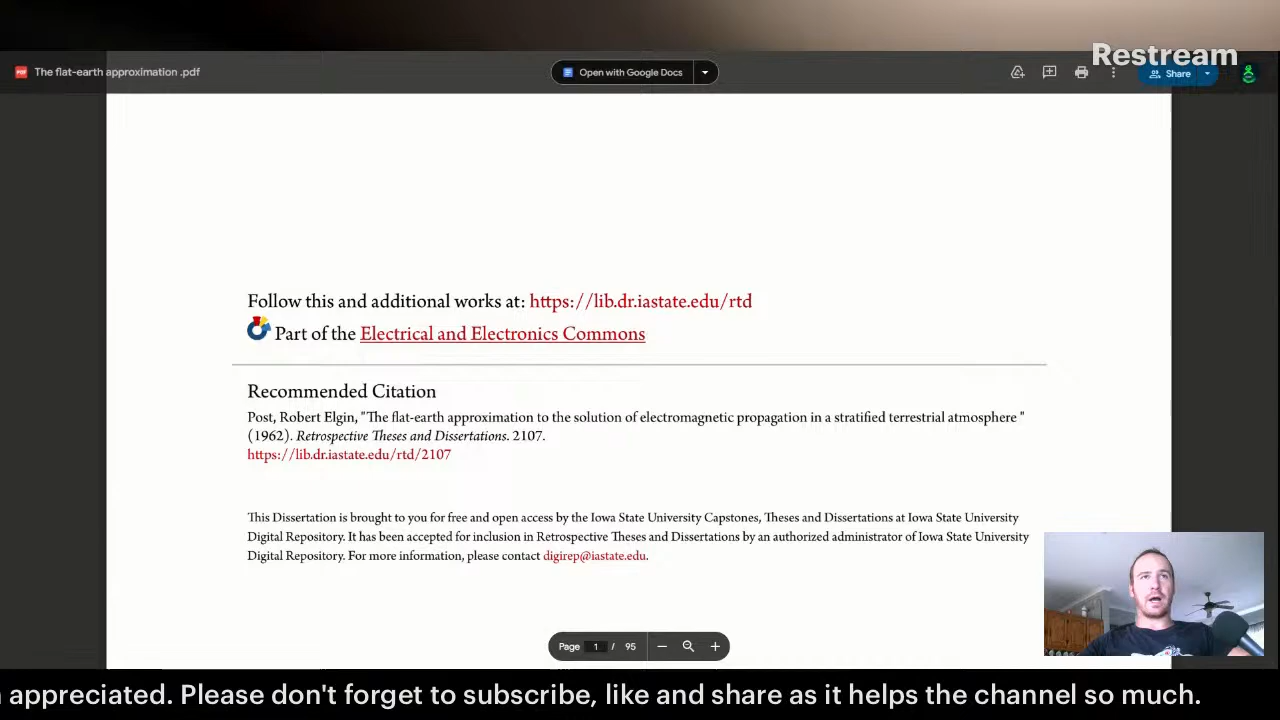 Restream
The flat-earth approximation .pdf
Open with Google Docs
Share
Follow this and additional works at: https://lib.dr.iastate.edu/rtd
Part of the Electrical and Electronics Commons
Recommended Citation
Post, Robert Elgin, "The flat-earth approximation to the solution of electromagnetic propagation in a stratified terrestrial atmosphere "
(1962). Retrospective Theses and Dissertations. 2107.
https://lib.dr.iastate.edu/rtd/2107
This Dissertation is brought to you for free and open access by the Iowa State University Capstones, Theses and Dissertations at Iowa State University
Digital Repository. It has been accepted for inclusion in Retrospective Theses and Dissertations by an authorized administrator of Iowa State University
Digital Repository. For more information, please contact digirep@iastate.edu.
Page 1 / 95
appreciated. Please don't forget to subscribe, like and share as it helps the channel so much.